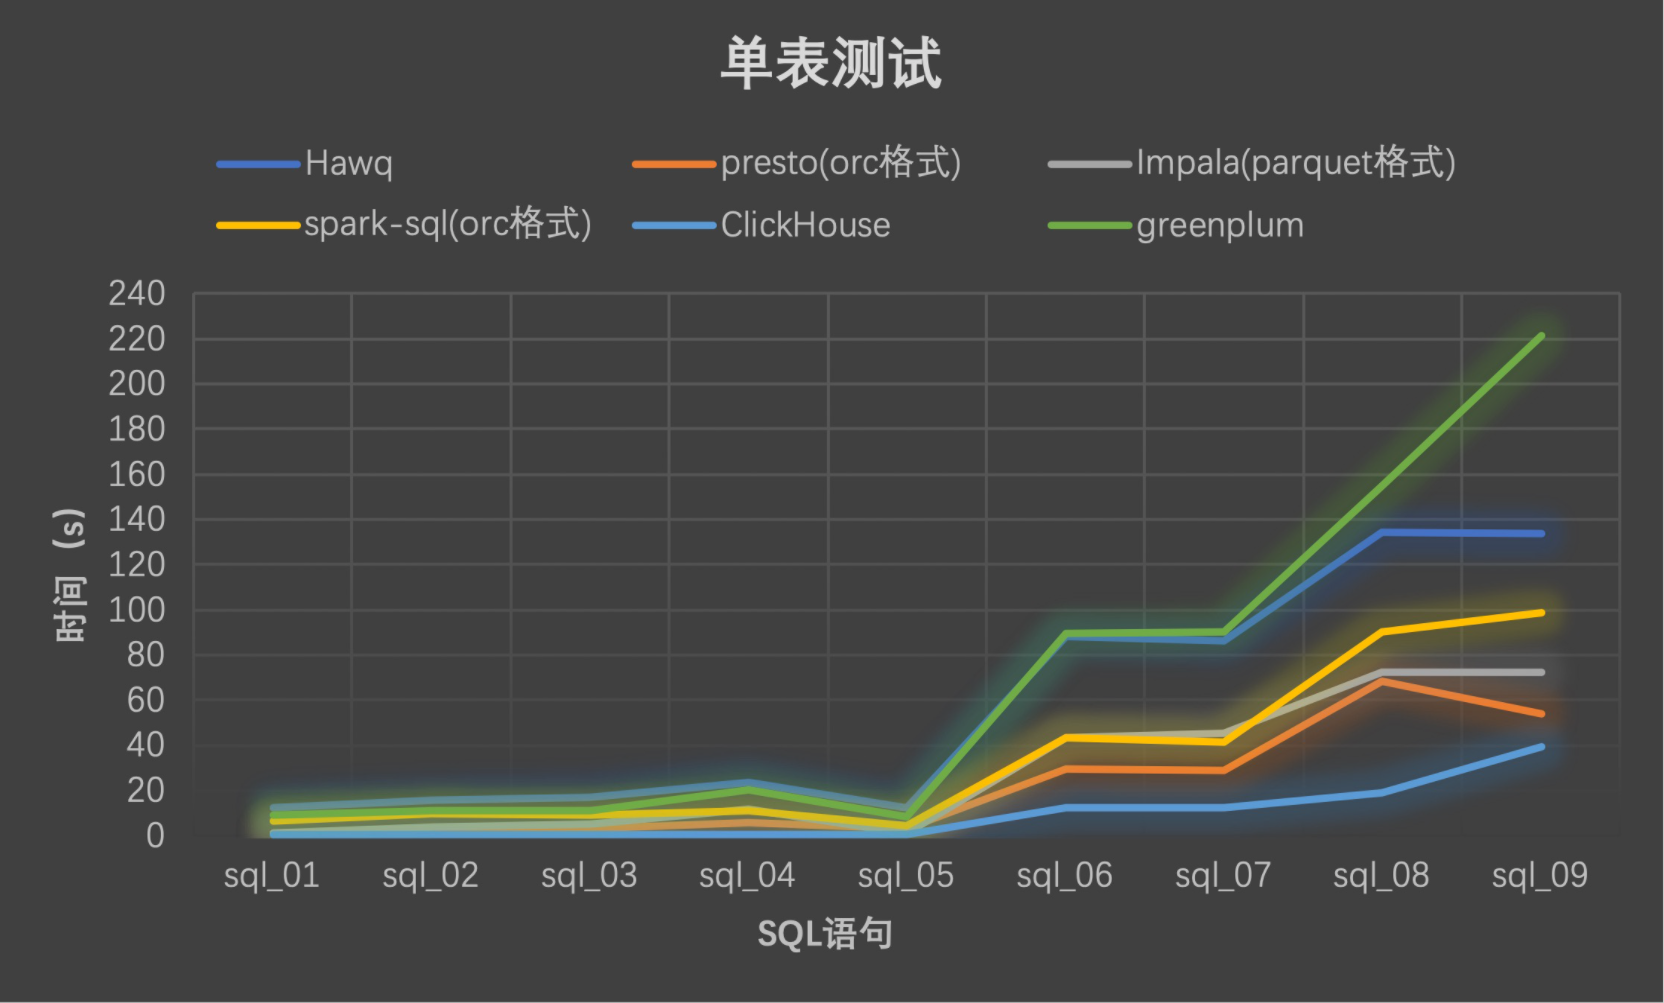 单表测试
Hawq presto(orc格式) Impala(parquet格式)
spark-sql(orc格式) ClickHouse greenplum
240
220
200
180
160
140
120
100
80
60
40
20
0
时间 (s)
sql_01 sql_02 sql_03 sql_04 sql_05 sql_06 sql_07 sql_08 sql_09
SQL语句